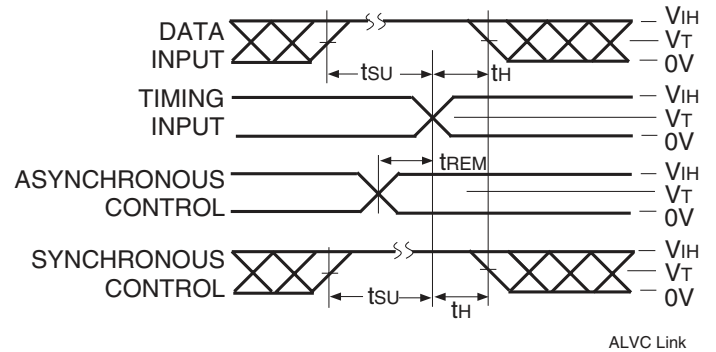 DATA
INPUT
tSU
tH
VIH
VT
0V
TIMING
INPUT
VIH
VT
0V
tREM
ASYNCHRONOUS
CONTROL
VIH
VT
0V
SYNCHRONOUS
CONTROL
tSU
tH
VIH
VT
0V
ALVC Link